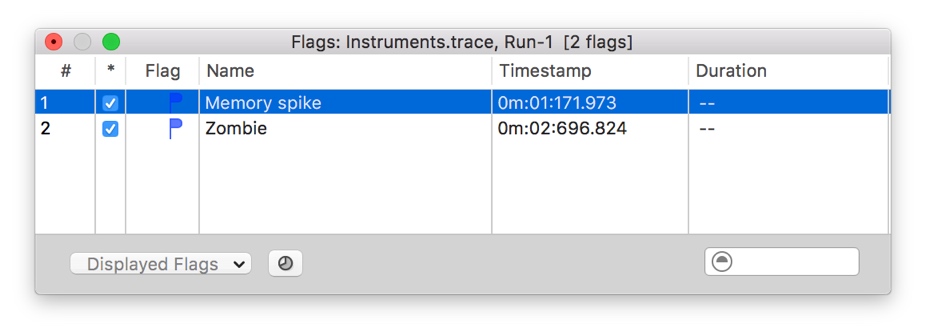 Flags: Instruments.trace, Run-1 [2 flags]
# * Flag Name Timestamp Duration
1 Memory spike 0m:01:171.973 --
2 Zombie 0m:02:696.824 --
Displayed Flags